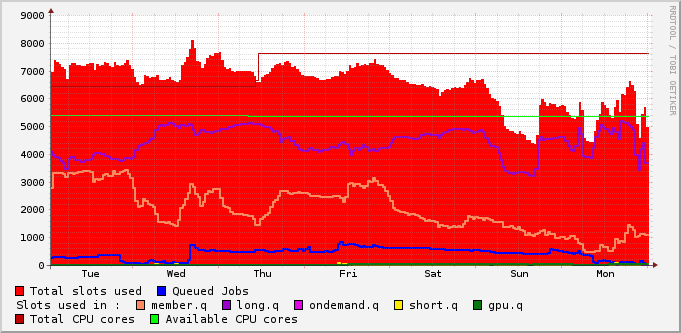 RRDTOOL / TOBI OETIKER
9000
8000
7000
6000
5000
4000
3000
2000
1000
0
Tue Wed Thu Fri Sat Sun Mon
Total slots used Queued Jobs
Slots used in : member.q long.q ondemand.q short.q gpu.q
Total CPU cores Available CPU cores